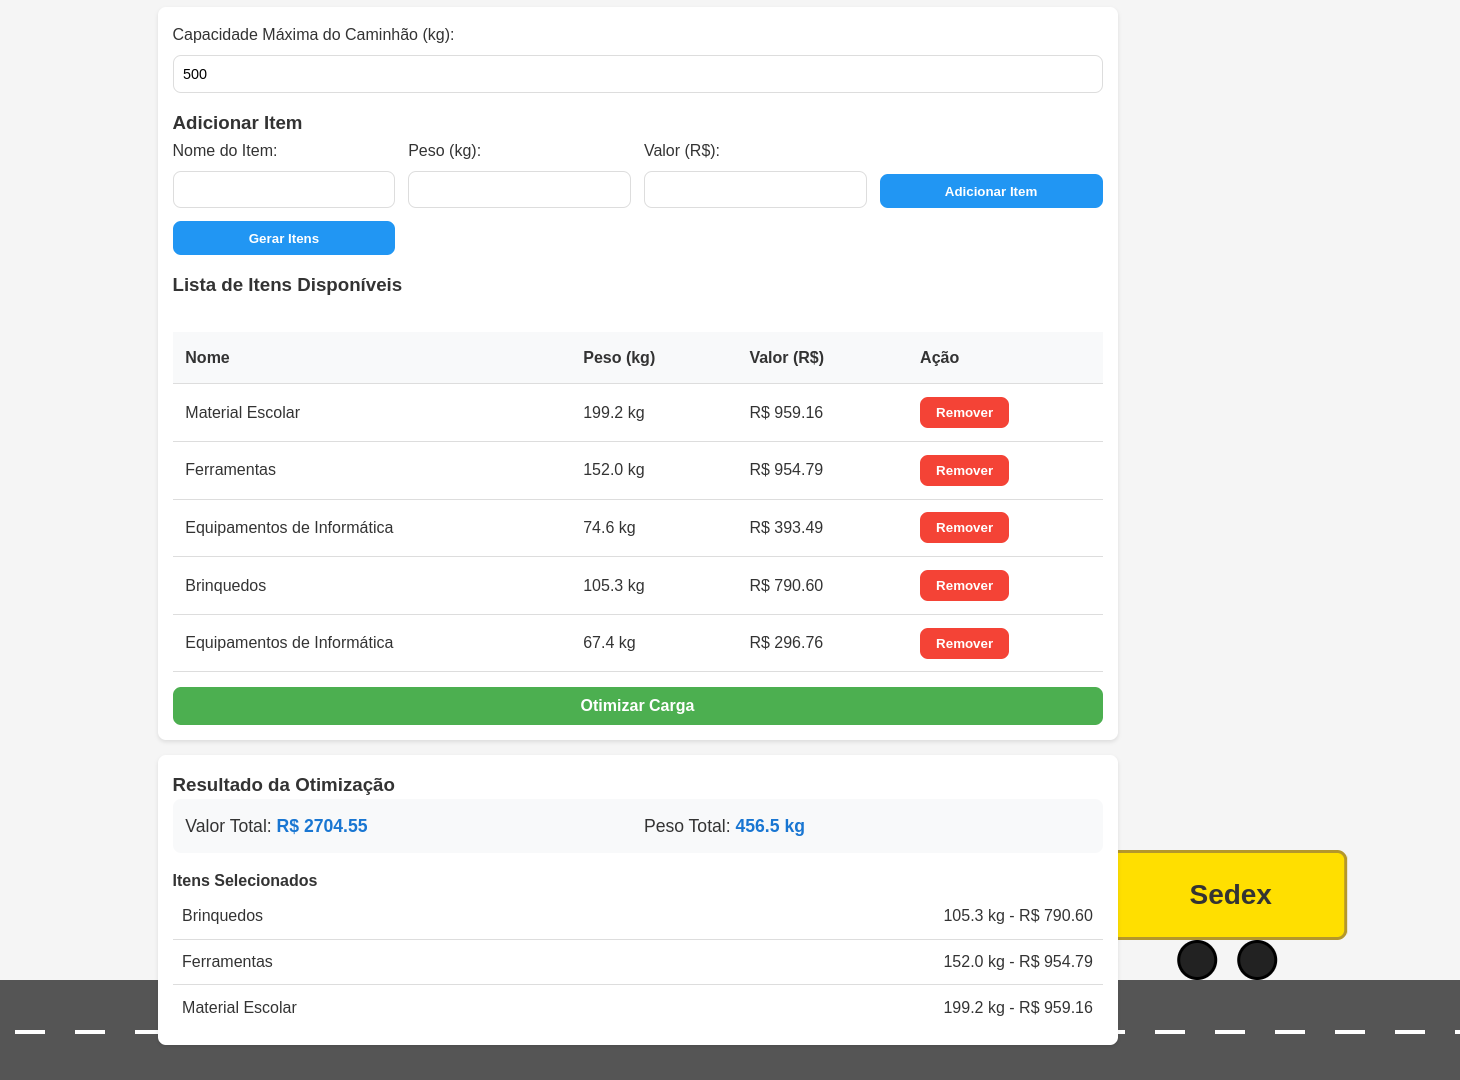 Capacidade Máxima do Caminhão (kg):
500
Adicionar Item
Nome do Item: Peso (kg): Valor (R$):
Adicionar Item
Gerar Itens
Lista de Itens Disponíveis
Nome Peso (kg) Valor (R$) Ação
Material Escolar 199.2 kg R$ 959.16 Remover
Ferramentas 152.0 kg R$ 954.79 Remover
Equipamentos de Informática 74.6 kg R$ 393.49 Remover
Brinquedos 105.3 kg R$ 790.60 Remover
Equipamentos de Informática 67.4 kg R$ 296.76 Remover
Otimizar Carga
Resultado da Otimização
Valor Total: R$ 2704.55 Peso Total: 456.5 kg
Itens Selecionados
Brinquedos 105.3 kg - R$ 790.60
Ferramentas 152.0 kg - R$ 954.79
Material Escolar 199.2 kg - R$ 959.16
Sedex